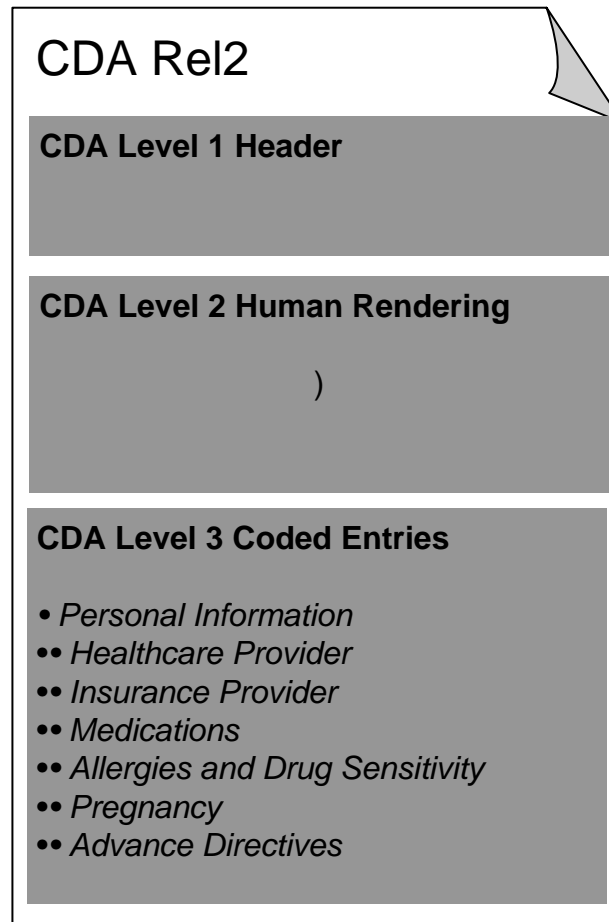 CDA Rel2
CDA Level 1 Header
CDA Level 2 Human Rendering
)
CDA Level 3 Coded Entries
• Personal Information
•• Healthcare Provider
•• Insurance Provider
•• Medications
•• Allergies and Drug Sensitivity
•• Pregnancy
•• Advance Directives